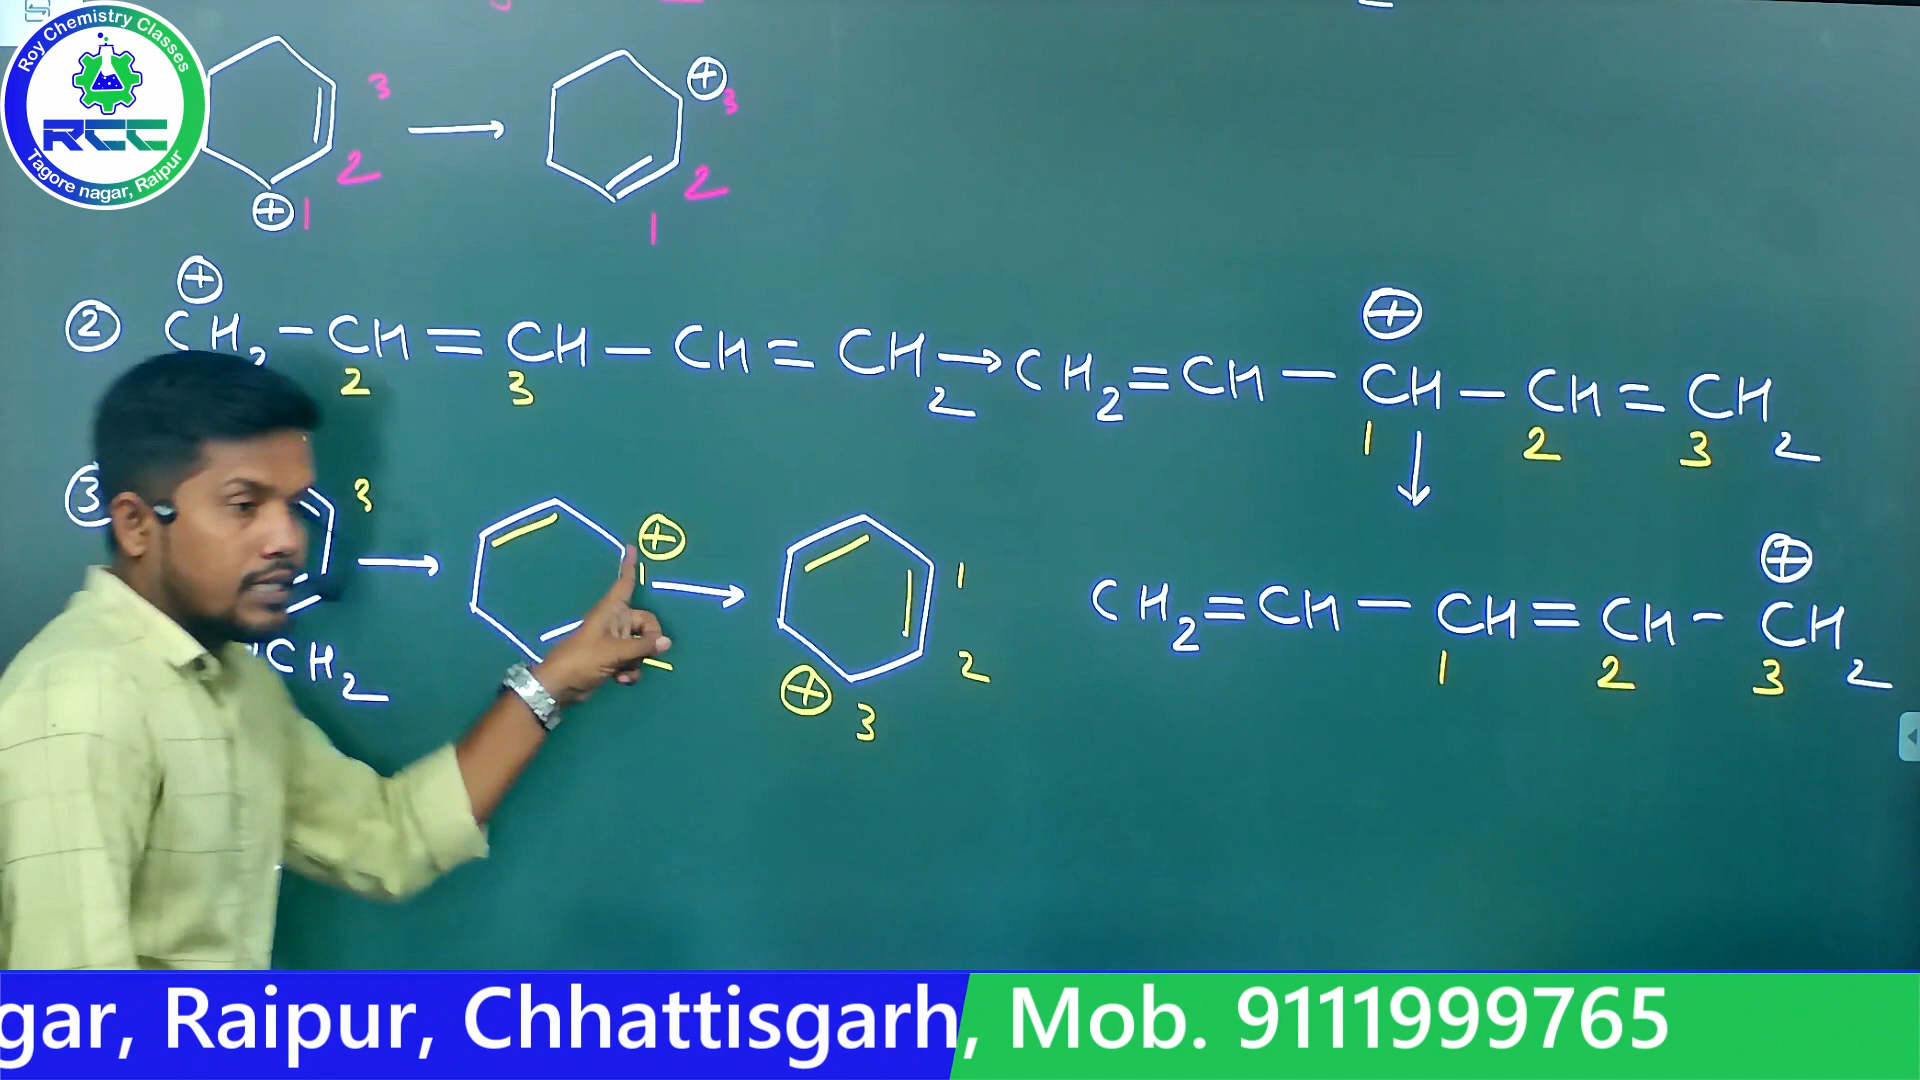 Roy Chemistry Classes
RCC
Tagore nagar, Raipur
3
2
⊕ 1
⊕
3
2
1
② ⊕CH₂ – CH = CH – CH = CH₂ → CH₂ = CH – ⊕CH – CH = CH₂
2 3
1 2 3
③
3
⊕
1
1
2
⊕ 3
CH₂
CH₂ = CH – CH = CH – ⊕CH₂
1 2 3
gar, Raipur, Chhattisgarh, Mob. 9111999765